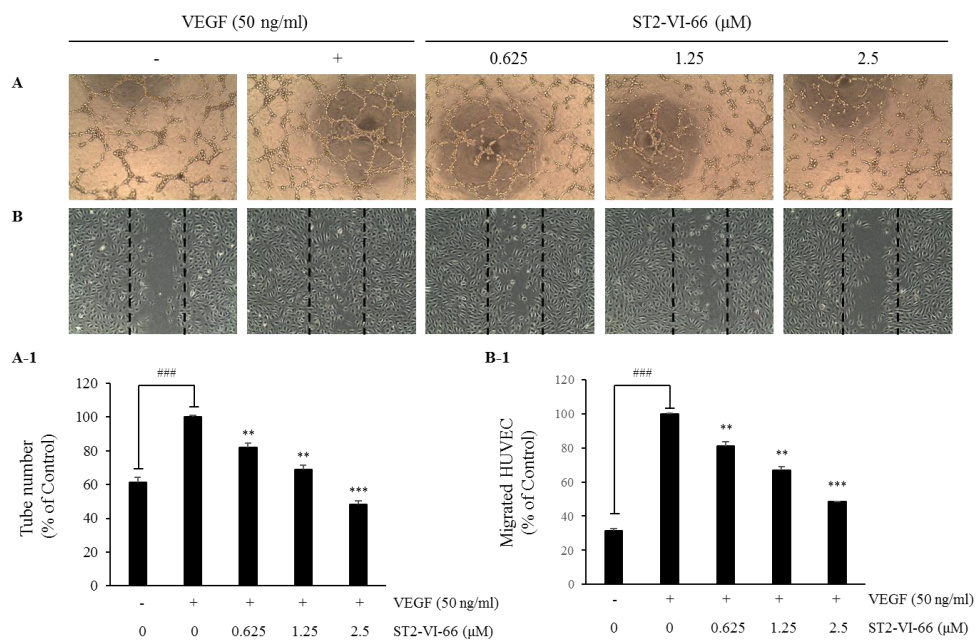 VEGF (50 ng/ml) ST2-VI-66 (μM)
- + 0.625 1.25 2.5
A
B
A-1
###
Tube number
(% of Control)
120
100
80
60
40
20
0
**
**
***
- + + + + VEGF (50 ng/ml)
0 0 0.625 1.25 2.5 ST2-VI-66 (μM)
B-1
###
Migrated HUVEC
(% of Control)
120
100
80
60
40
20
0
**
**
***
- + + + + VEGF (50 ng/ml)
0 0 0.625 1.25 2.5 ST2-VI-66 (μM)